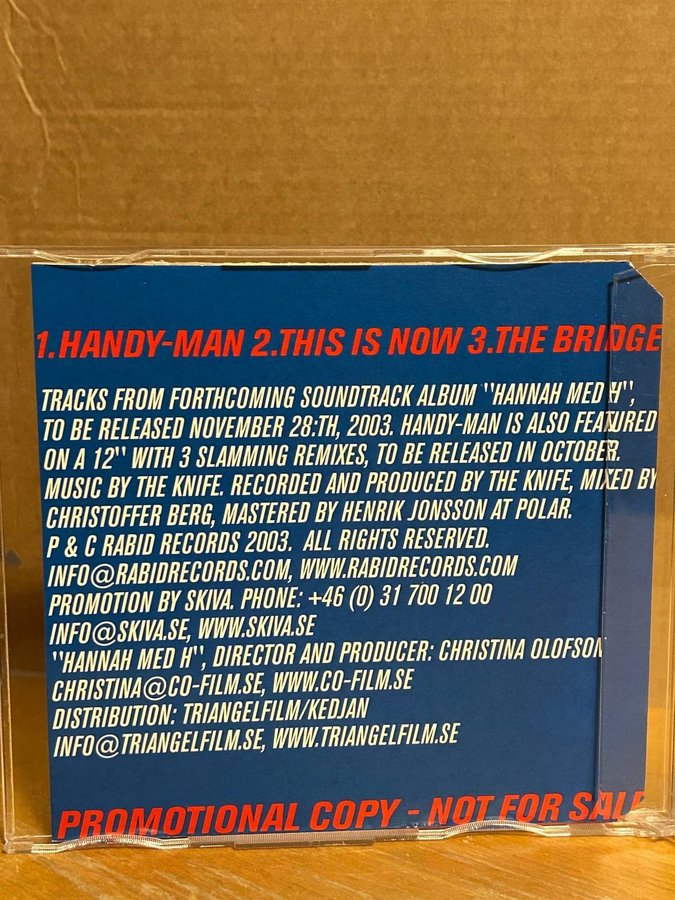 1.HANDY-MAN 2.THIS IS NOW 3.THE BRIDGE
TRACKS FROM FORTHCOMING SOUNDTRACK ALBUM "HANNAH MED H",
TO BE RELEASED NOVEMBER 28:TH, 2003. HANDY-MAN IS ALSO FEATURED
ON A 12" WITH 3 SLAMMING REMIXES, TO BE RELEASED IN OCTOBER.
MUSIC BY THE KNIFE. RECORDED AND PRODUCED BY THE KNIFE, MIXED BY
CHRISTOFFER BERG, MASTERED BY HENRIK JONSSON AT POLAR.
P & C RABID RECORDS 2003. ALL RIGHTS RESERVED.
INFO@RABIDRECORDS.COM, WWW.RABIDRECORDS.COM
PROMOTION BY SKIVA. PHONE: +46 (0) 31 700 12 00
INFO@SKIVA.SE, WWW.SKIVA.SE
"HANNAH MED H", DIRECTOR AND PRODUCER: CHRISTINA OLOFSON
CHRISTINA@CO-FILM.SE, WWW.CO-FILM.SE
DISTRIBUTION: TRIANGELFILM/KEDJAN
INFO@TRIANGELFILM.SE, WWW.TRIANGELFILM.SE
PROMOTIONAL COPY - NOT FOR SALE